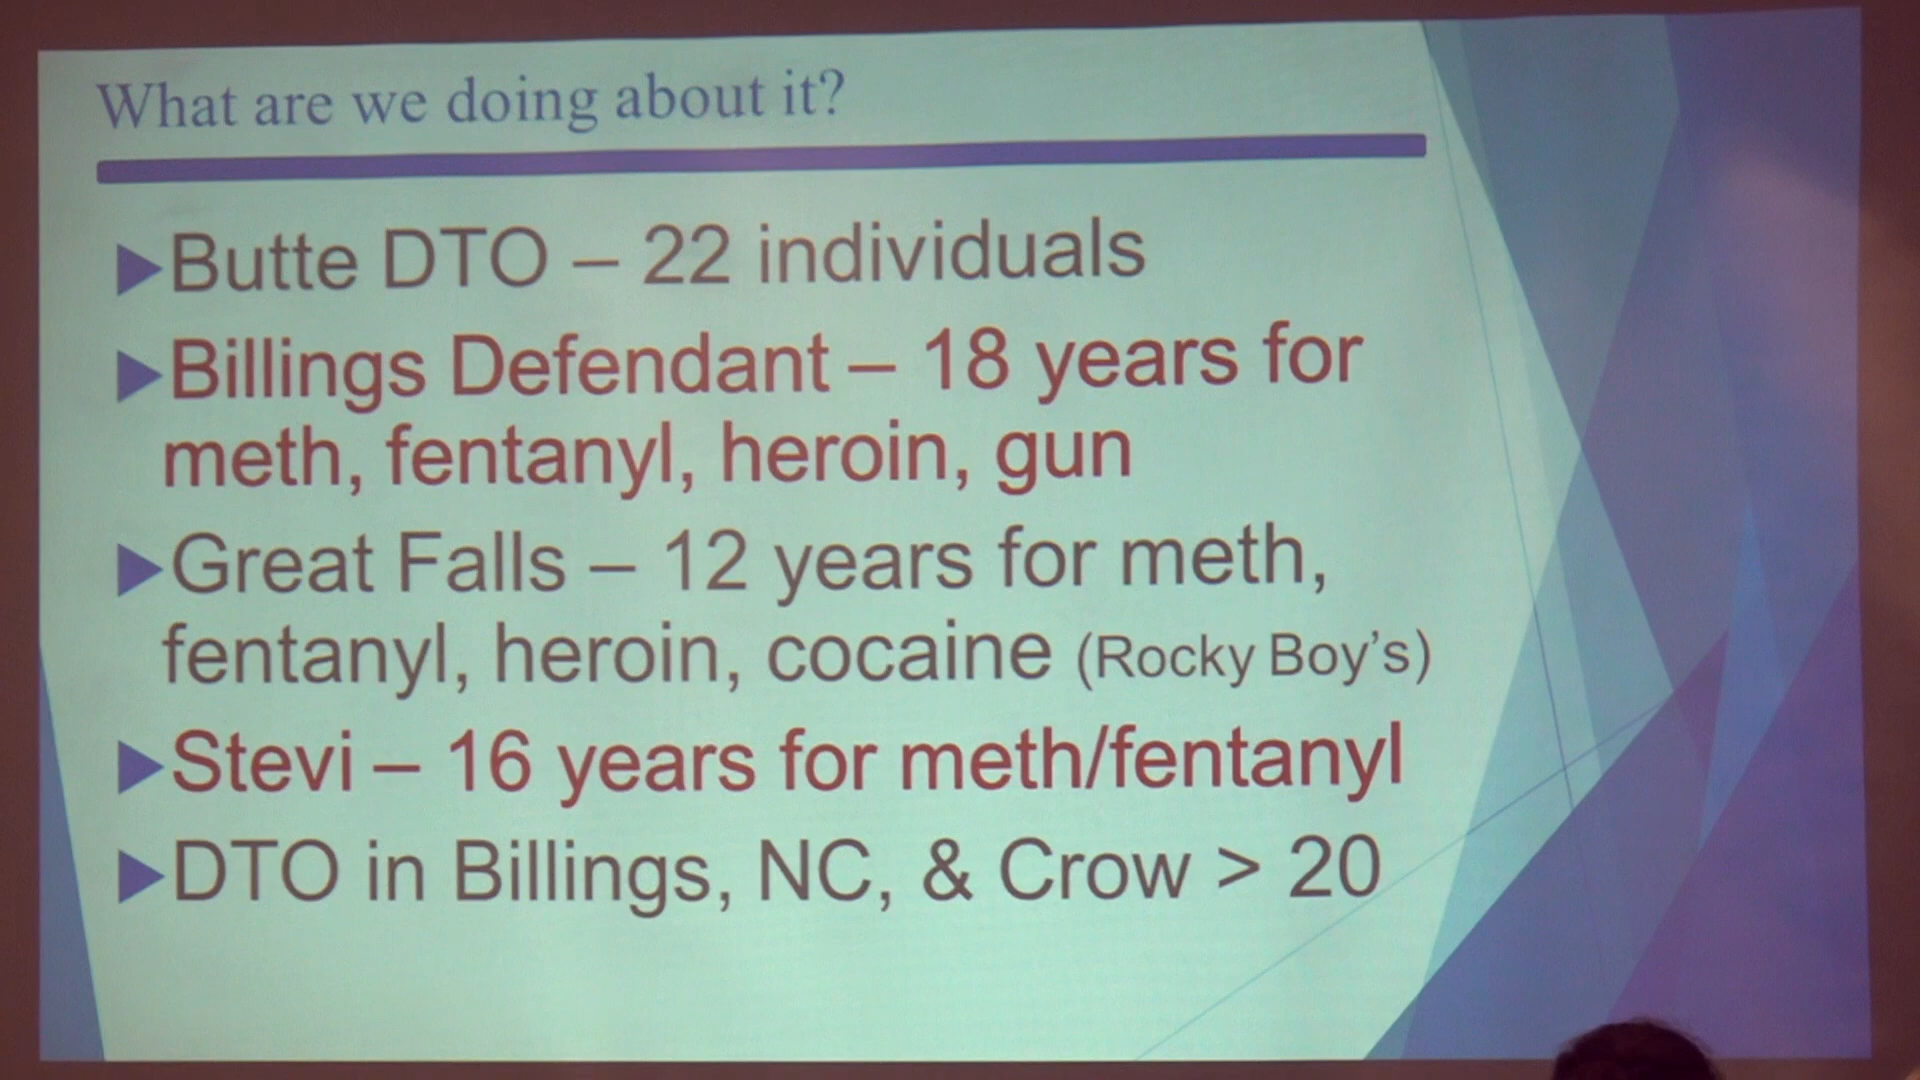 What are we doing about it?
Butte DTO – 22 individuals
Billings Defendant – 18 years for
meth, fentanyl, heroin, gun
Great Falls – 12 years for meth,
fentanyl, heroin, cocaine (Rocky Boy’s)
Stevi – 16 years for meth/fentanyl
DTO in Billings, NC, & Crow > 20